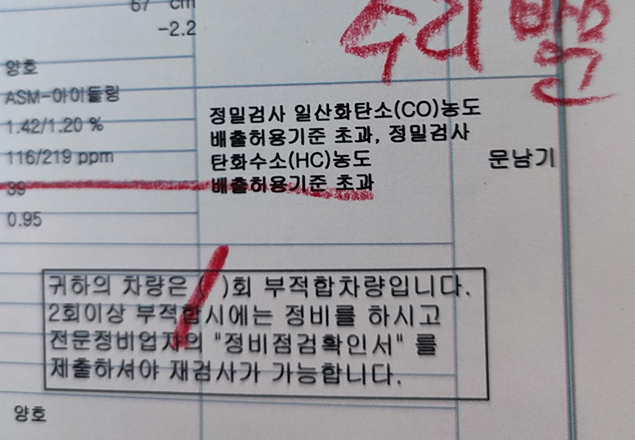 67 cm
-2.2
수리 받음
양호
ASM-아이들링
1.42/1.20 %
116/219 ppm
39
0.95
정밀검사 일산화탄소(CO)농도
배출허용기준 초과, 정밀검사
탄화수소(HC)농도
배출허용기준 초과
문남기
귀하의 차량은 ( / )회 부적합차량입니다.
2회이상 부적합시에는 정비를 하시고
전문정비업자의 "정비점검확인서" 를
제출하셔야 재검사가 가능합니다.
양호